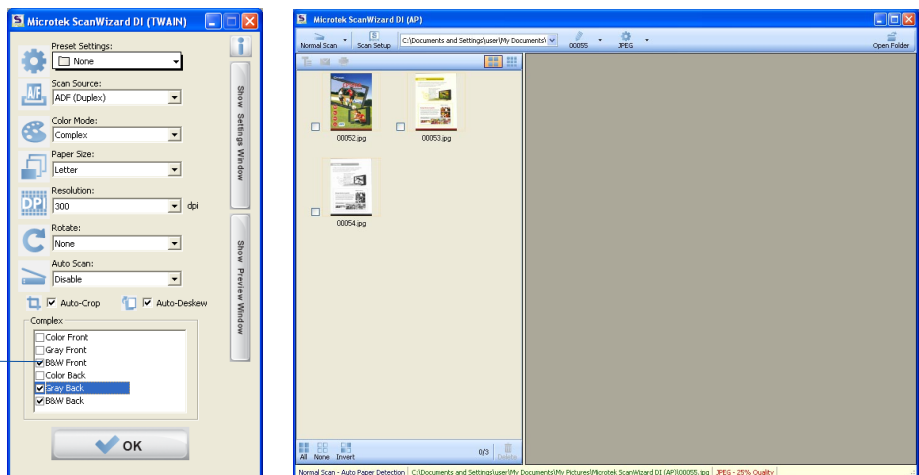 Microtek ScanWizard DI (TWAIN)
Preset Settings:
None
Scan Source:
A/F
ADF (Duplex)
Color Mode:
Complex
Paper Size:
Letter
Resolution:
DPI
300
dpi
Rotate:
None
Auto Scan:
Disable
Auto-Crop
Auto-Deskew
Complex
Color Front
Gray Front
B&W Front
Color Back
Gray Back
B&W Back
OK
Show Settings Window
Show Preview Window
Microtek ScanWizard DI (AP)
Normal Scan
Scan Setup
C:\Documents and Settings\user\My Documents\
00055
JPEG
Open Folder
00052.jpg
00053.jpg
00054.jpg
All
None
Invert
0/3
Delete
Normal Scan - Auto Paper Detection
C:\Documents and Settings\user\My Documents\My Pictures\Microtek ScanWizard DI (AP)\00055.jpg
JPEG - 25% Quality